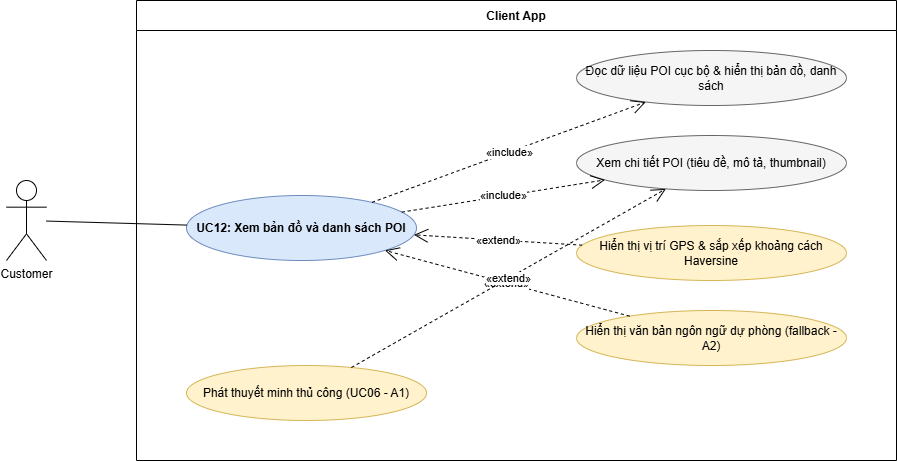 Client App
Đọc dữ liệu POI cục bộ & hiển thị bản đồ, danh
sách
«include»
Xem chi tiết POI (tiêu đề, mô tả, thumbnail)
«include»
UC12: Xem bản đồ và danh sách POI
«extend»
Hiển thị vị trí GPS & sắp xếp khoảng cách
Haversine
Customer
«extend»
«extend»
Hiển thị văn bản ngôn ngữ dự phòng (fallback -
A2)
Phát thuyết minh thủ công (UC06 - A1)